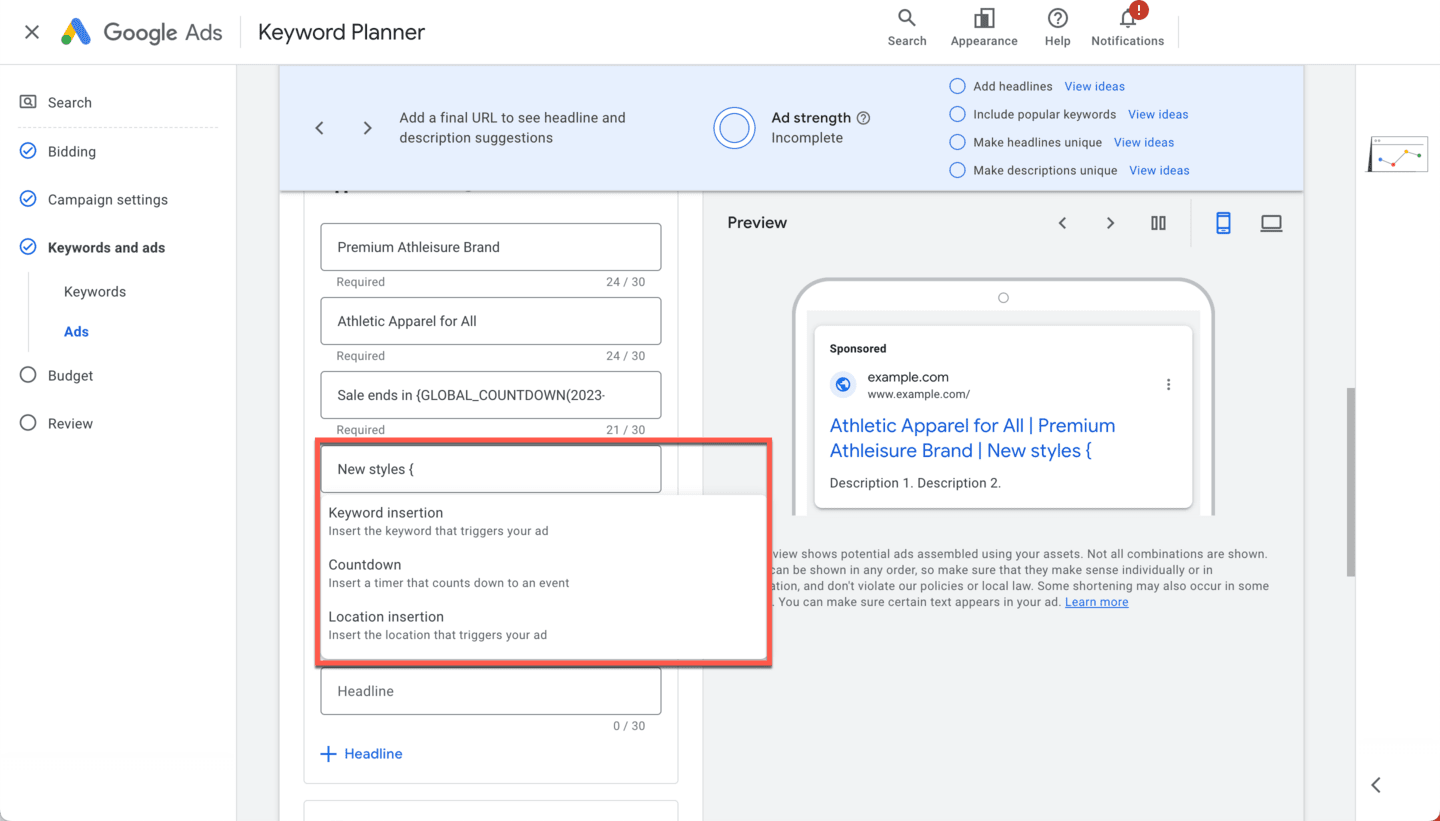 Google Ads
Keyword Planner
Search
Appearance
Help
!
Notifications
Search
Bidding
Campaign settings
Keywords and ads
Keywords
Ads
Budget
Review
Add a final URL to see headline and
description suggestions
Ad strength
Incomplete
Add headlines View ideas
Include popular keywords View ideas
Make headlines unique View ideas
Make descriptions unique View ideas
Premium Athleisure Brand
Required 24 / 30
Athletic Apparel for All
Required 24 / 30
Sale ends in {GLOBAL_COUNTDOWN(2023-
Required 21 / 30
New styles {
Keyword insertion
Insert the keyword that triggers your ad
Countdown
Insert a timer that counts down to an event
Location insertion
Insert the location that triggers your ad
Headline
0 / 30
+ Headline
Preview
Sponsored
example.com
www.example.com/
Athletic Apparel for All | Premium
Athleisure Brand | New styles {
Description 1. Description 2.
view shows potential ads assembled using your assets. Not all combinations are shown.
can be shown in any order, so make sure that they make sense individually or in
ation, and don't violate our policies or local law. Some shortening may also occur in some
. You can make sure certain text appears in your ad. Learn more